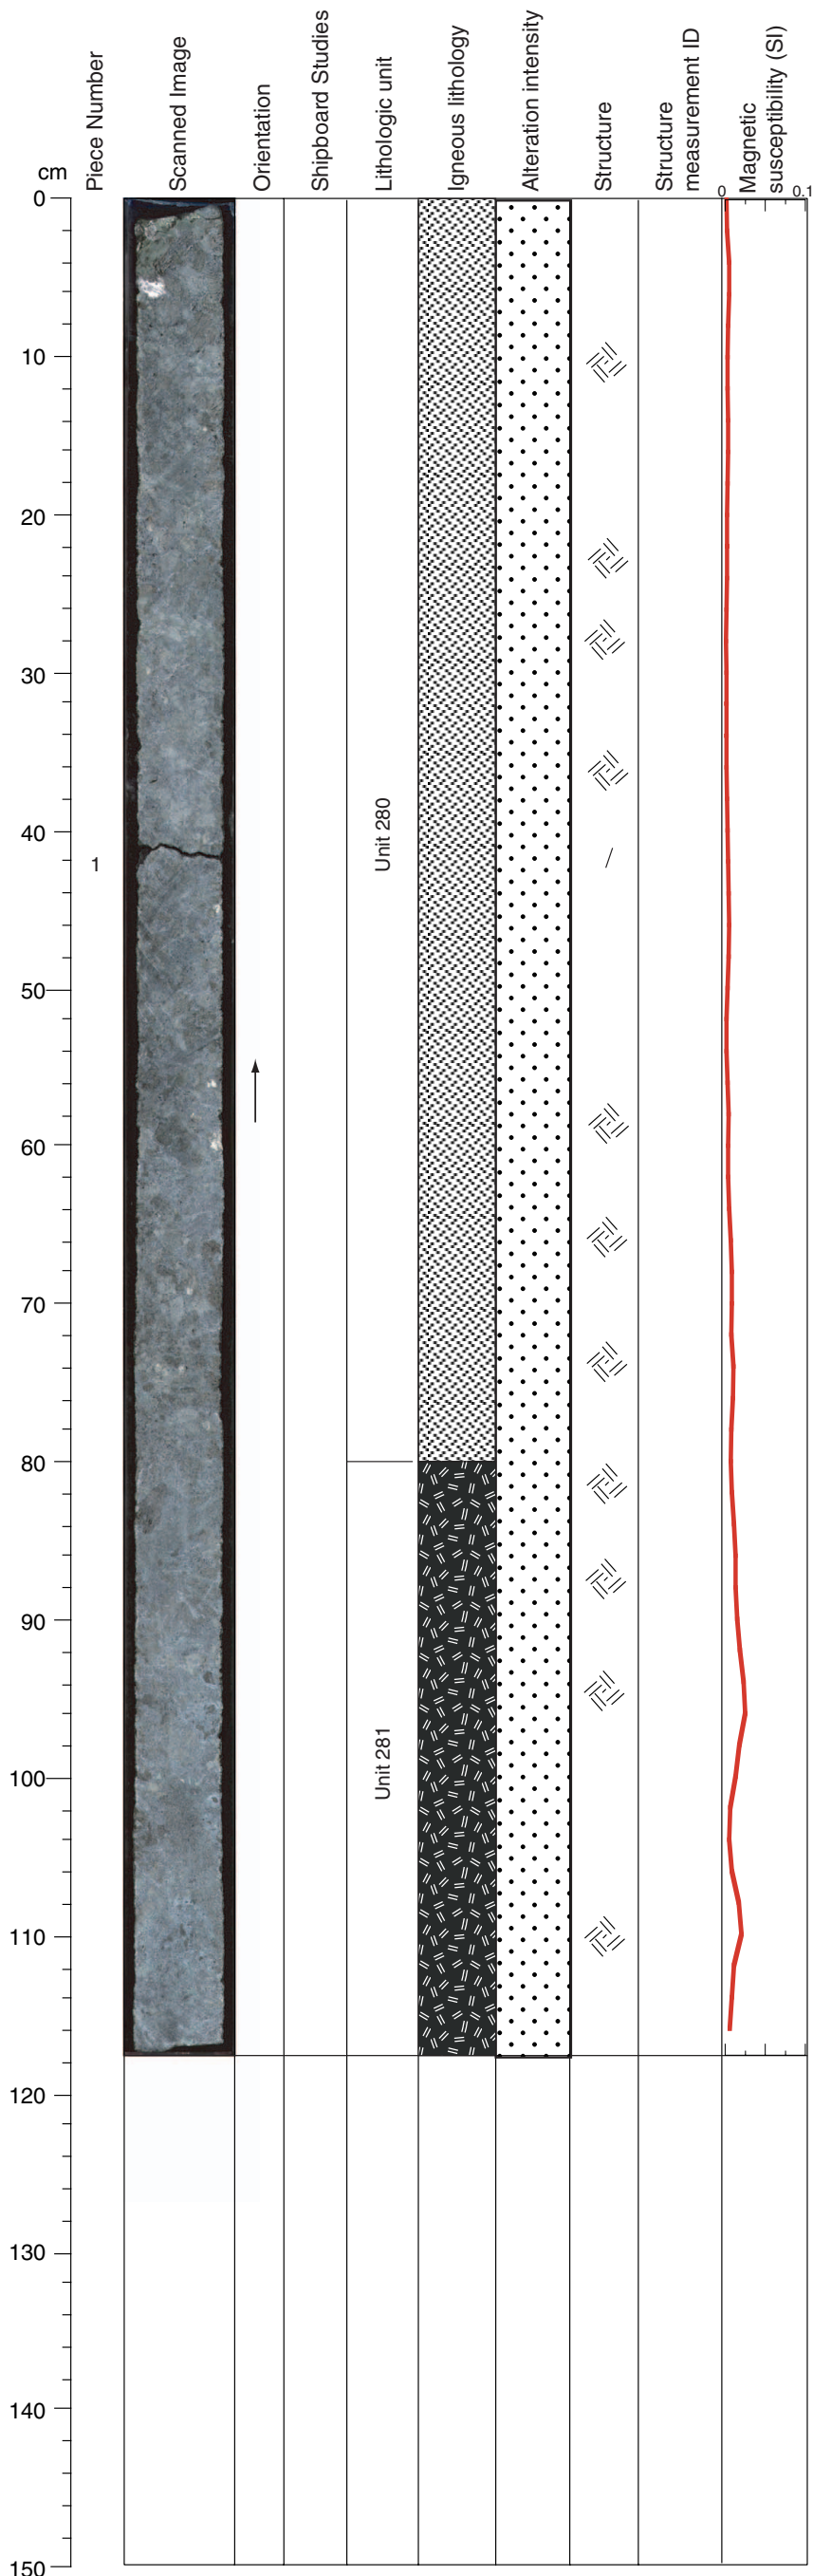 cm
Piece Number
Scanned Image
Orientation
Shipboard Studies
Lithologic unit
Igneous lithology
Alteration intensity
Structure
Structure
measurement ID
Magnetic
susceptibility (SI)
0 0.1
0
10
20
30
40
50
60
70
80
90
100
110
120
130
140
150
1
Unit 280
Unit 281